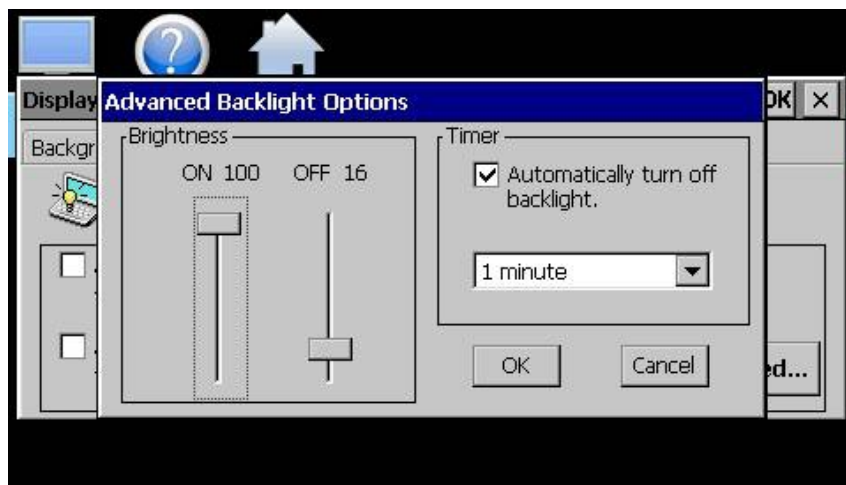 ?
Display
Advanced Backlight Options
OK
×
Backgr
Brightness
ON 100
OFF 16
Timer
Automatically turn off
backlight.
1 minute
OK
Cancel
ed...